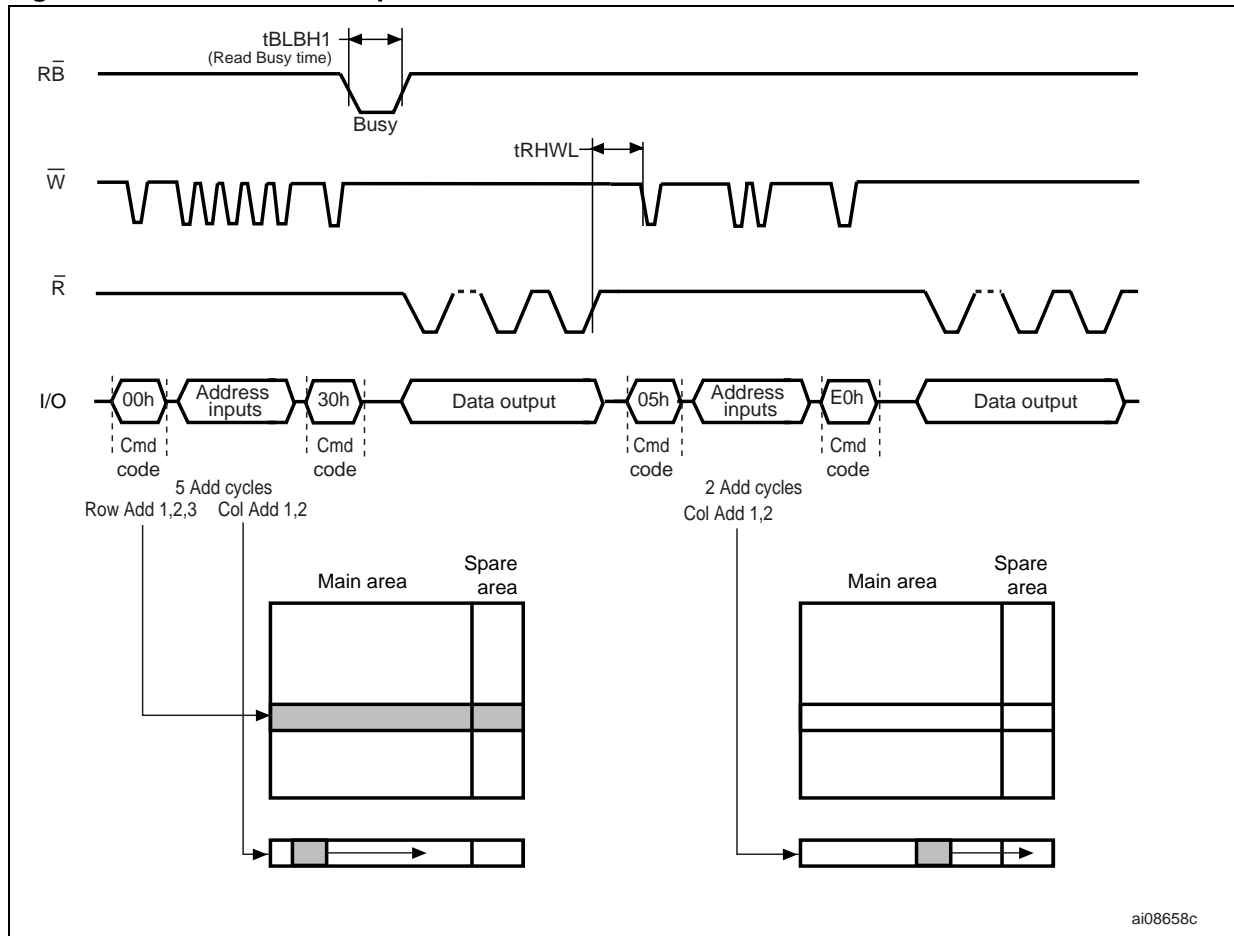 tBLBH1
(Read Busy time)
RB̅
Busy
tRHWL
W̅
R̅
I/O
00h
Address
inputs
30h
Data output
05h
Address
inputs
E0h
Data output
Cmd
code
Cmd
code
Cmd
code
Cmd
code
5 Add cycles
Row Add 1,2,3 Col Add 1,2
2 Add cycles
Col Add 1,2
Main area
Spare
area
Main area
Spare
area
ai08658c